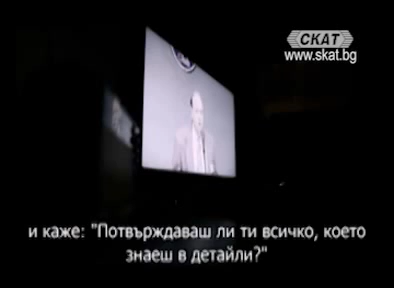 СКАТ
www.skat.bg
и каже: "Потвърждаваш ли ти всичко, което
знаеш в детайли?"